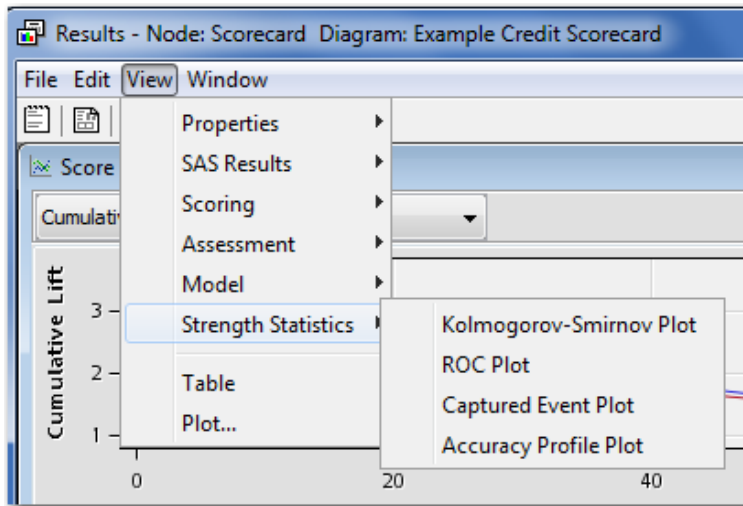 Results - Node: Scorecard Diagram: Example Credit Scorecard
File Edit View Window
Properties
SAS Results
Scoring
Assessment
Model
Strength Statistics
Table
Plot...
Kolmogorov-Smirnov Plot
ROC Plot
Captured Event Plot
Accuracy Profile Plot
Score
Cumulative Lift
3
2
1
0
20
40